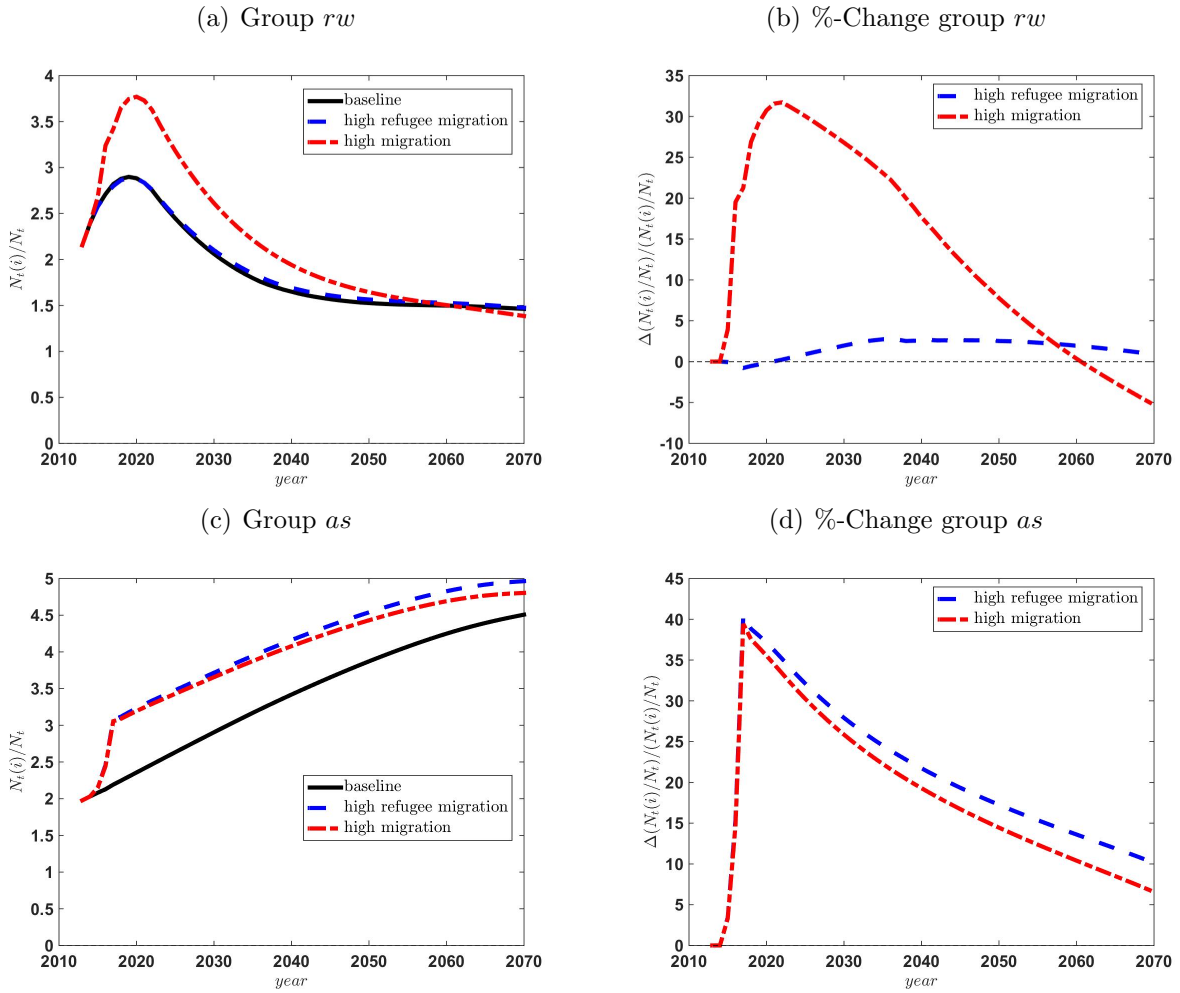 (a) Group rw
4
3.5
3
2.5
2
1.5
1
0.5
0
N_t(i)/N_t
baseline
high refugee migration
high migration
2010 2020 2030 2040 2050 2060 2070
year
(b) %-Change group rw
35
30
25
20
15
10
5
0
-5
-10
Δ(N_t(i)/N_t)/(N_t(i)/N_t)
high refugee migration
high migration
2010 2020 2030 2040 2050 2060 2070
year
(c) Group as
5
4.5
4
3.5
3
2.5
2
1.5
1
0.5
0
N_t(i)/N_t
baseline
high refugee migration
high migration
2010 2020 2030 2040 2050 2060 2070
year
(d) %-Change group as
45
40
35
30
25
20
15
10
5
0
Δ(N_t(i)/N_t)/(N_t(i)/N_t)
high refugee migration
high migration
2010 2020 2030 2040 2050 2060 2070
year